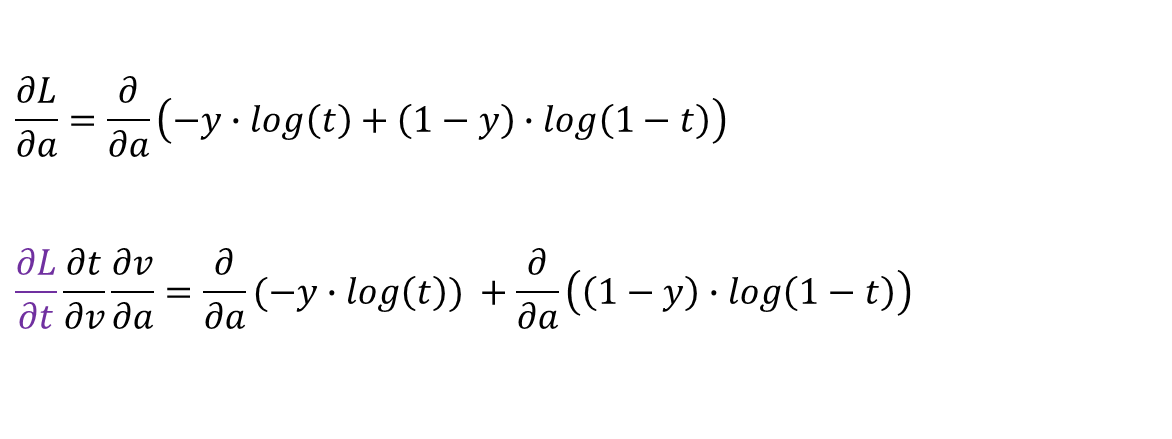 ∂L/∂a = ∂/∂a (−y · log(t) + (1 − y) · log(1 − t))
∂L/∂t ∂t/∂v ∂v/∂a = ∂/∂a (−y · log(t)) + ∂/∂a ((1 − y) · log(1 − t))